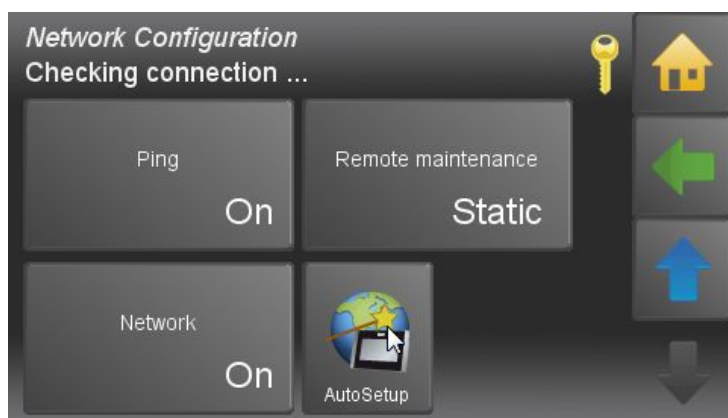 Network Configuration
Checking connection ...
Ping
On
Remote maintenance
Static
Network
On
AutoSetup